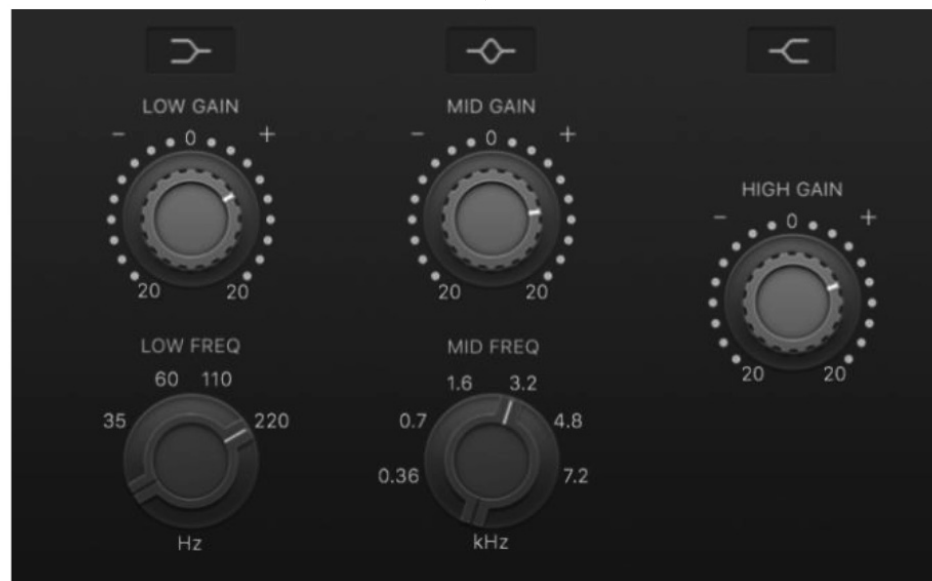 LOW GAIN
- 0 +
20 20
LOW FREQ
60 110
35 220
Hz
MID GAIN
- 0 +
20 20
MID FREQ
1.6 3.2
0.7 4.8
0.36 7.2
kHz
HIGH GAIN
- 0 +
20 20